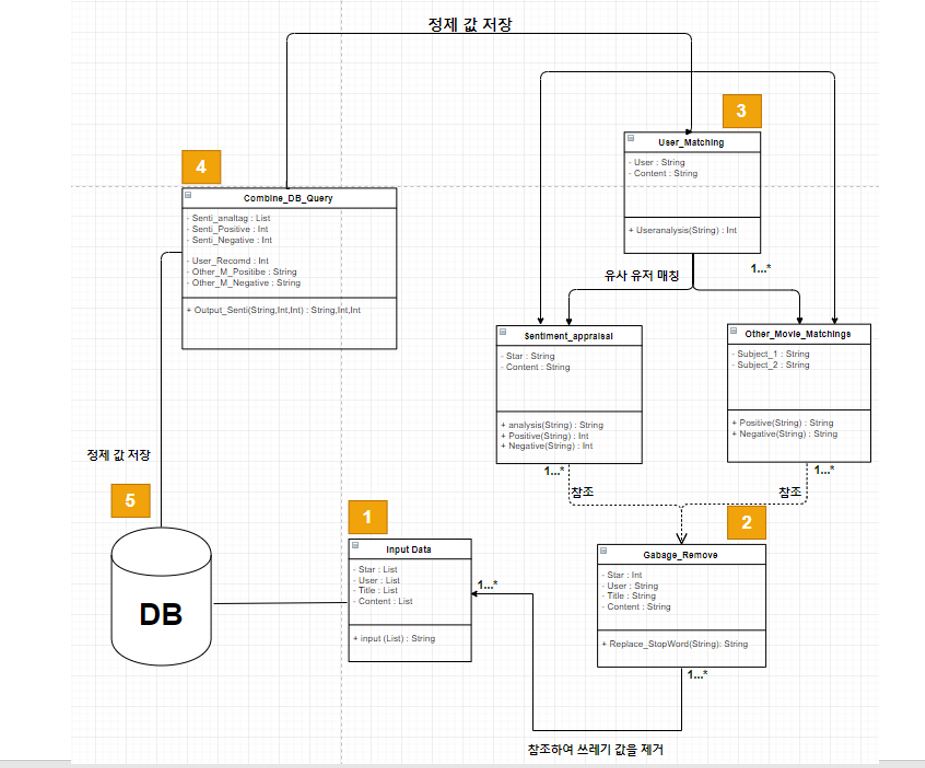 정제 값 저장
3
User_Matching
- User : String
- Content : String
+ Useranalysis(String) : Int
1...*
유사 유저 매칭
4
Combine_DB_Query
- Senti_analtag : List
- Senti_Positive : Int
- Senti_Negative : Int
- User_Recomd : Int
- Other_M_Positibe : String
- Other_M_Negative : String
+ Output_Senti(String,Int,Int) : String,Int,Int
Sentiment_appraisal
- Star : String
- Content : String
+ analysis(String) : String
+ Positive(String) : Int
+ Negative(String) : Int
1...*
참조
Other_Movie_Matchings
- Subject_1 : String
- Subject_2 : String
+ Positive(String) : String
+ Negative(String) : String
1...*
참조
정제 값 저장
5
DB
1
Input Data
- Star : List
- User : List
- Title : List
- Content : List
+ input (List) : String
1...*
2
Gabage_Remove
- Star : Int
- User : String
- Title : String
- Content : String
+ Replace_StopWord(String): String
1...*
참조하여 쓰레기 값을 제거